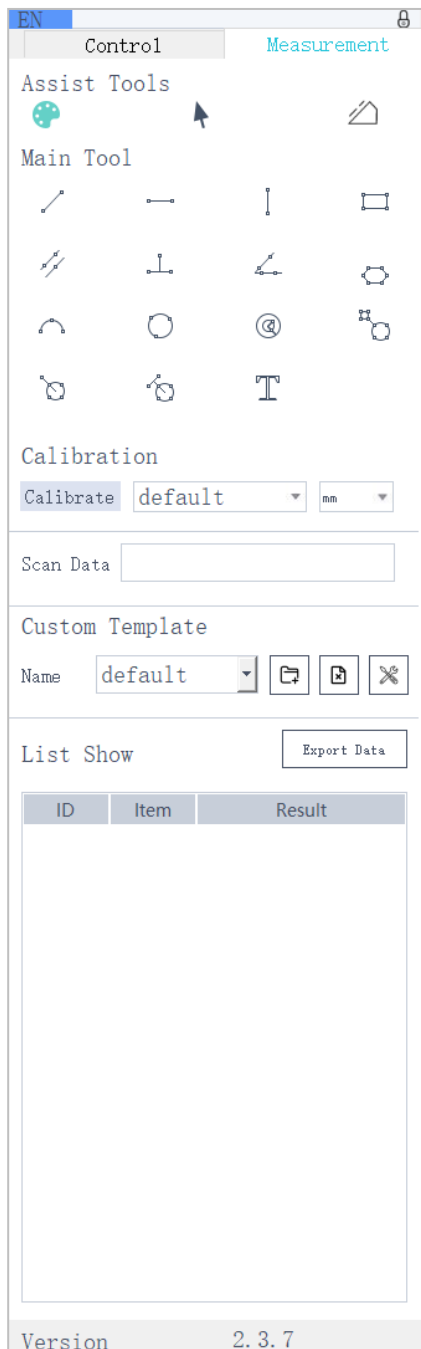 EN
Control Measurement
Assist Tools
Main Tool
T
Calibration
Calibrate default mm
Scan Data
Custom Template
Name default
List Show Export Data
ID Item Result
Version 2.3.7